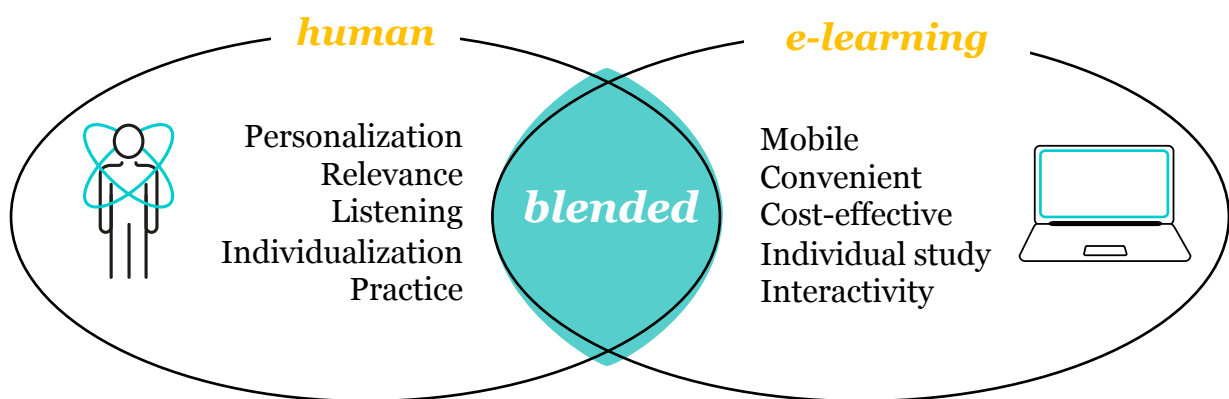 human
e-learning
Personalization
Relevance
Listening
Individualization
Practice
blended
Mobile
Convenient
Cost-effective
Individual study
Interactivity